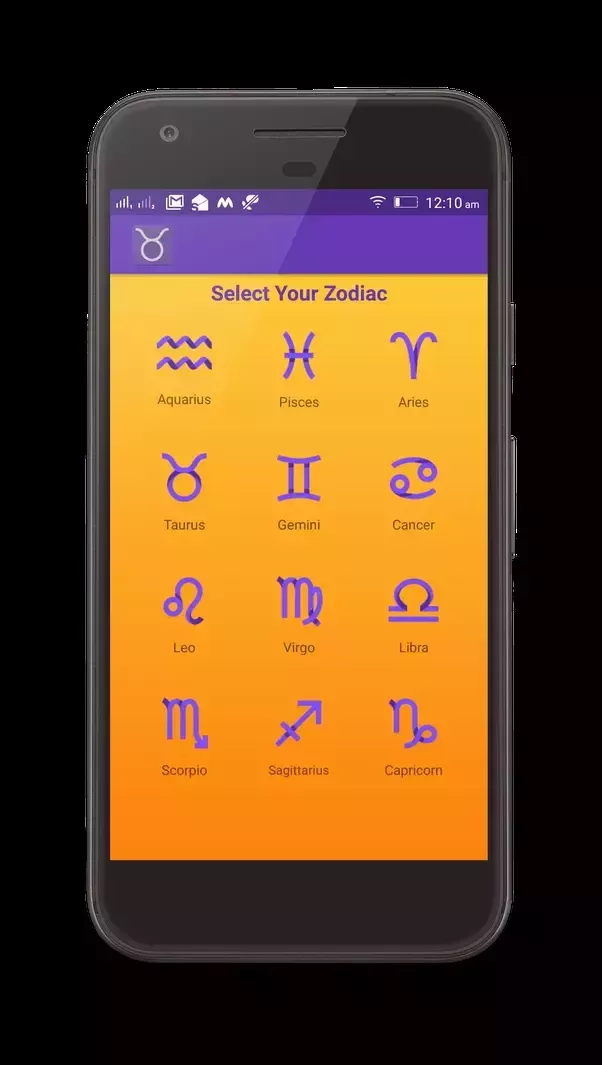 12:10 am
Select Your Zodiac
Aquarius Pisces Aries
Taurus Gemini Cancer
Leo Virgo Libra
Scorpio Sagittarius Capricorn